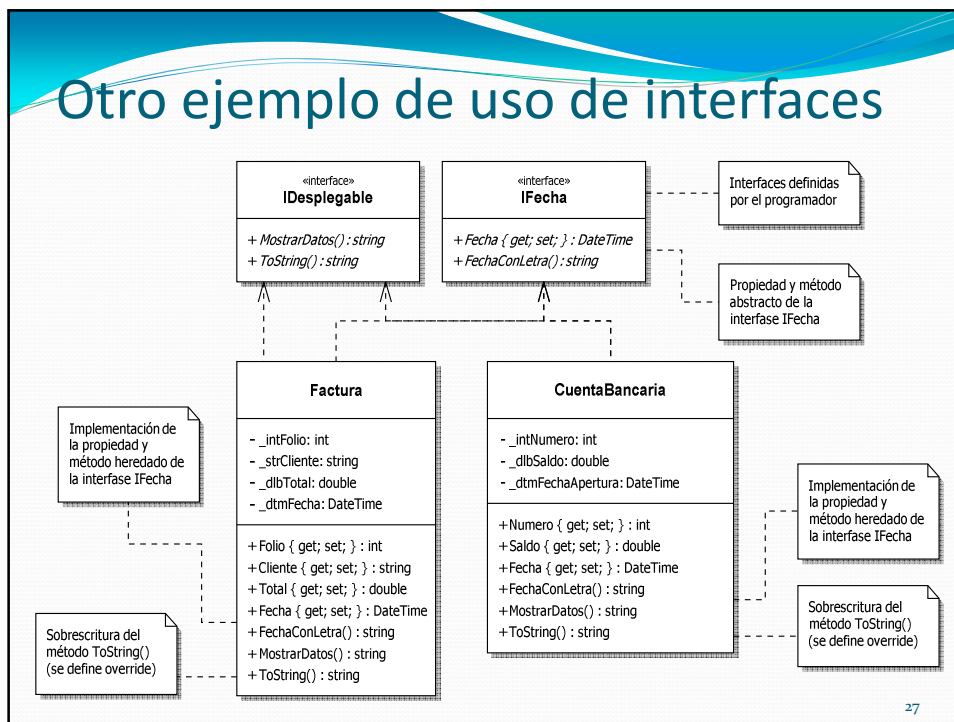 Otro ejemplo de uso de interfaces
«interface»
IDesplegable
+ MostrarDatos() : string
+ ToString() : string
«interface»
IFecha
+ Fecha { get; set; } : DateTime
+ FechaConLetra() : string
Interfaces definidas
por el programador
Propiedad y método
abstracto de la
interfase IFecha
Factura
- _intFolio: int
- _strCliente: string
- _dlbTotal: double
- _dtmFecha: DateTime
+ Folio { get; set; } : int
+ Cliente { get; set; } : string
+ Total { get; set; } : double
+ Fecha { get; set; } : DateTime
+ FechaConLetra() : string
+ MostrarDatos() : string
+ ToString() : string
CuentaBancaria
- _intNumero: int
- _dlbSaldo: double
- _dtmFechaApertura: DateTime
+ Numero { get; set; } : int
+ Saldo { get; set; } : double
+ Fecha { get; set; } : DateTime
+ FechaConLetra() : string
+ MostrarDatos() : string
+ ToString() : string
Implementación de
la propiedad y
método heredado de
la interfase IFecha
Sobrescritura del
método ToString()
(se define override)
Implementación de
la propiedad y
método heredado de
la interfase IFecha
Sobrescritura del
método ToString()
(se define override)
27